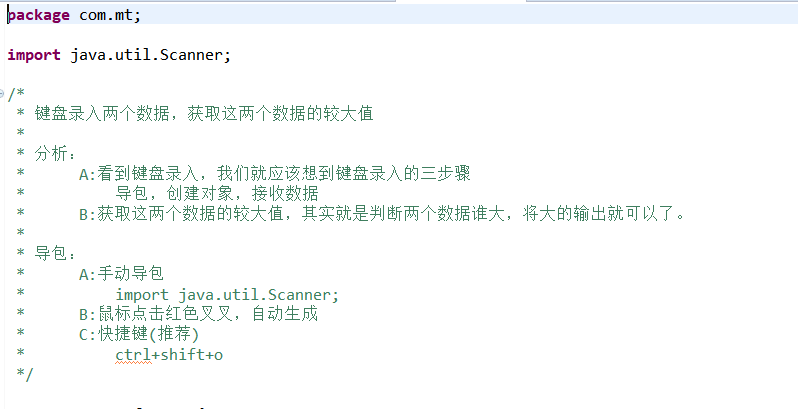 package com.mt;
import java.util.Scanner;
/*
* 键盘录入两个数据，获取这两个数据的较大值
*
* 分析：
* A:看到键盘录入，我们就应该想到键盘录入的三步骤
* 导包，创建对象，接收数据
* B:获取这两个数据的较大值，其实就是判断两个数据谁大，将大的输出就可以了。
*
* 导包：
* A:手动导包
* import java.util.Scanner;
* B:鼠标点击红色叉叉，自动生成
* C:快捷键(推荐)
* ctrl+shift+o
*/